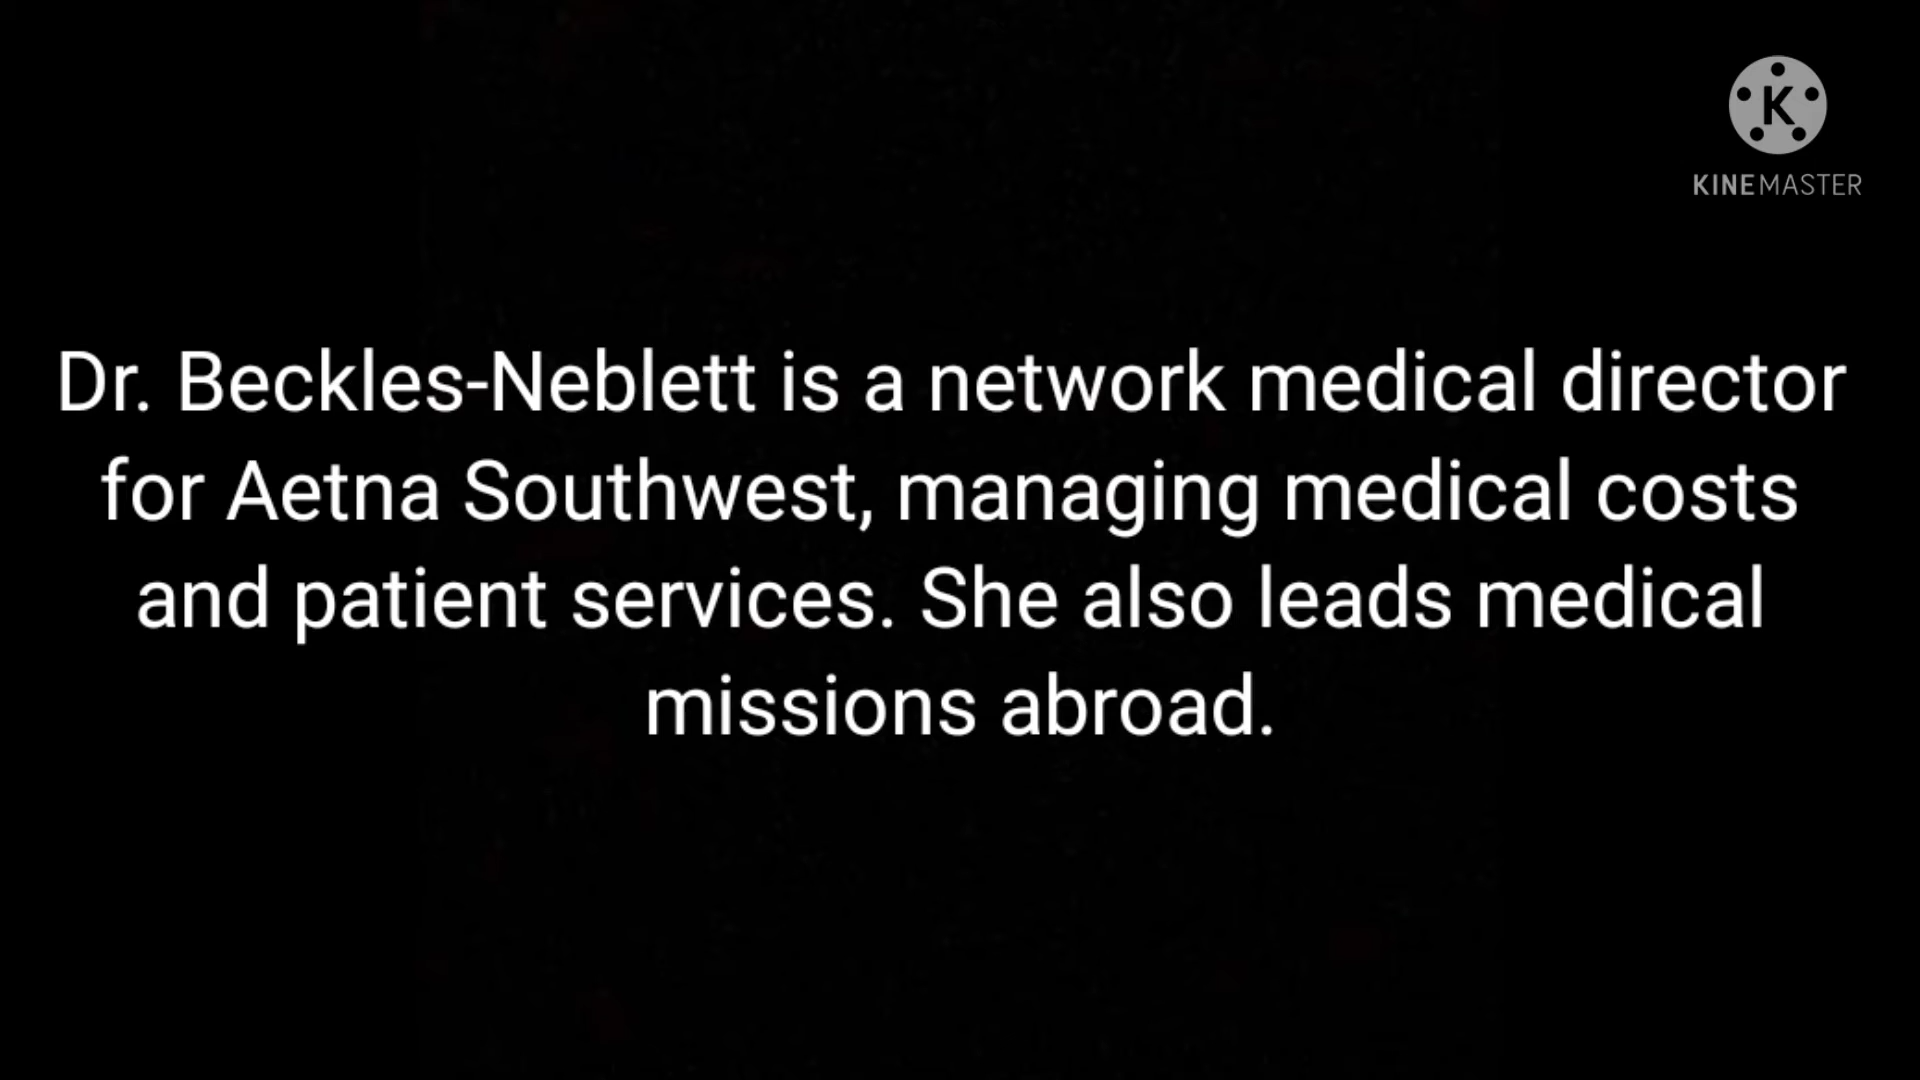 K
KINEMASTER
Dr. Beckles-Neblett is a network medical director
for Aetna Southwest, managing medical costs
and patient services. She also leads medical
missions abroad.